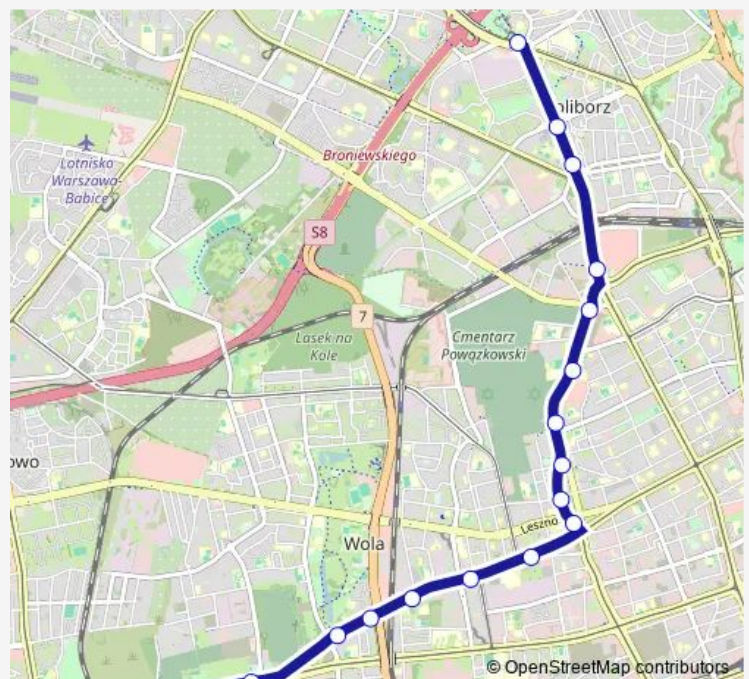 oliborz
Broniewskiego
Lotnisko
Warszawa-
Babice
S8
7
Lasek na
Kole
Cmentarz
Powązkowski
owo
Leszno
Wola
© OpenStreetMap contributors